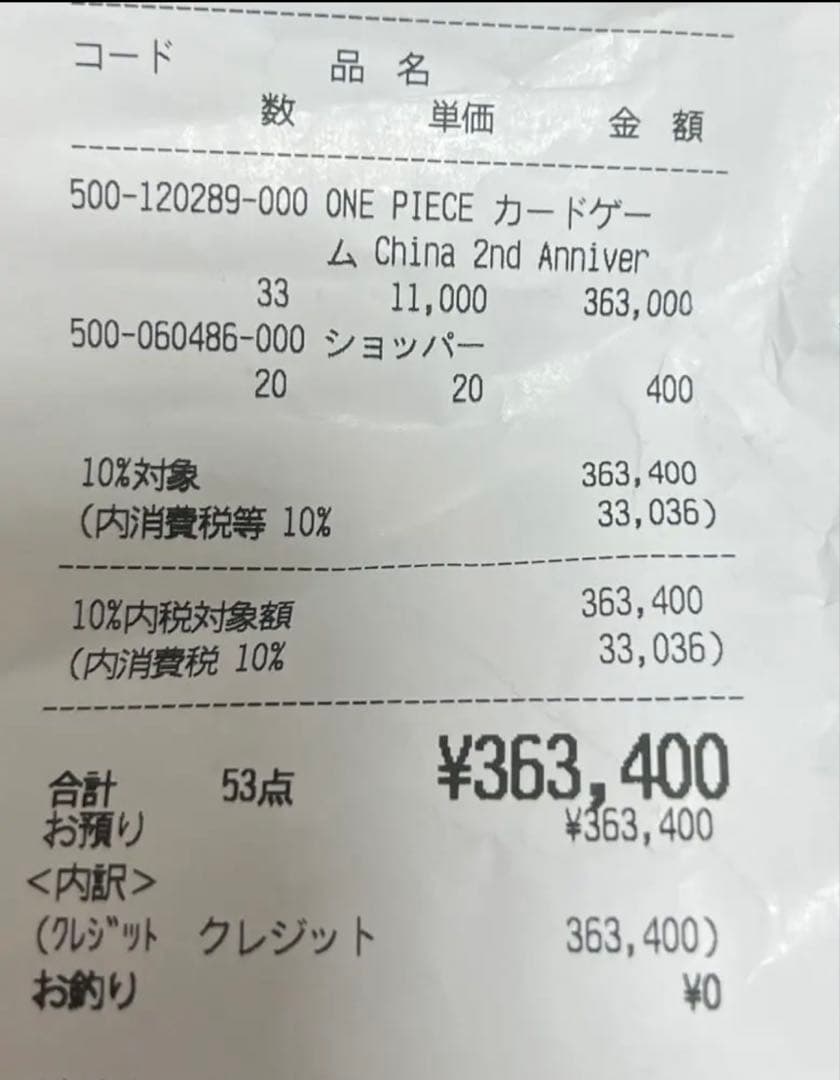 コード 品名
数 単価 金額
500-120289-000 ONE PIECE カードゲー
ム China 2nd Anniver
33 11,000 363,000
500-060486-000 ショッパー
20 20 400
10%対象 363,400
(内消費税等 10% 33,036)
10%内税対象額 363,400
(内消費税 10% 33,036)
合計 53点 ¥363,400
お預り ¥363,400
<内訳>
(ｸﾚｼﾞｯﾄ クレジット 363,400)
お釣り ¥0